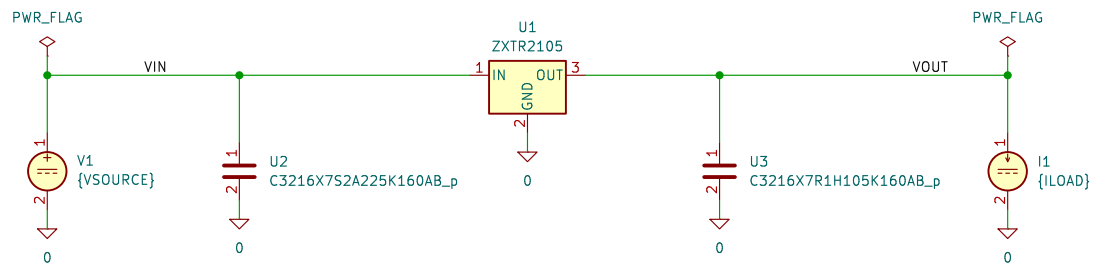 PWR_FLAG
PWR_FLAG
U1
ZXTR2105
VIN
1
IN
OUT
3
VOUT
GND
2
1
V1
{VSOURCE}
2
1
U2
C3216X7S2A225K160AB_p
2
0
1
U3
C3216X7R1H105K160AB_p
2
1
I1
{ILOAD}
2
0
0
0
0